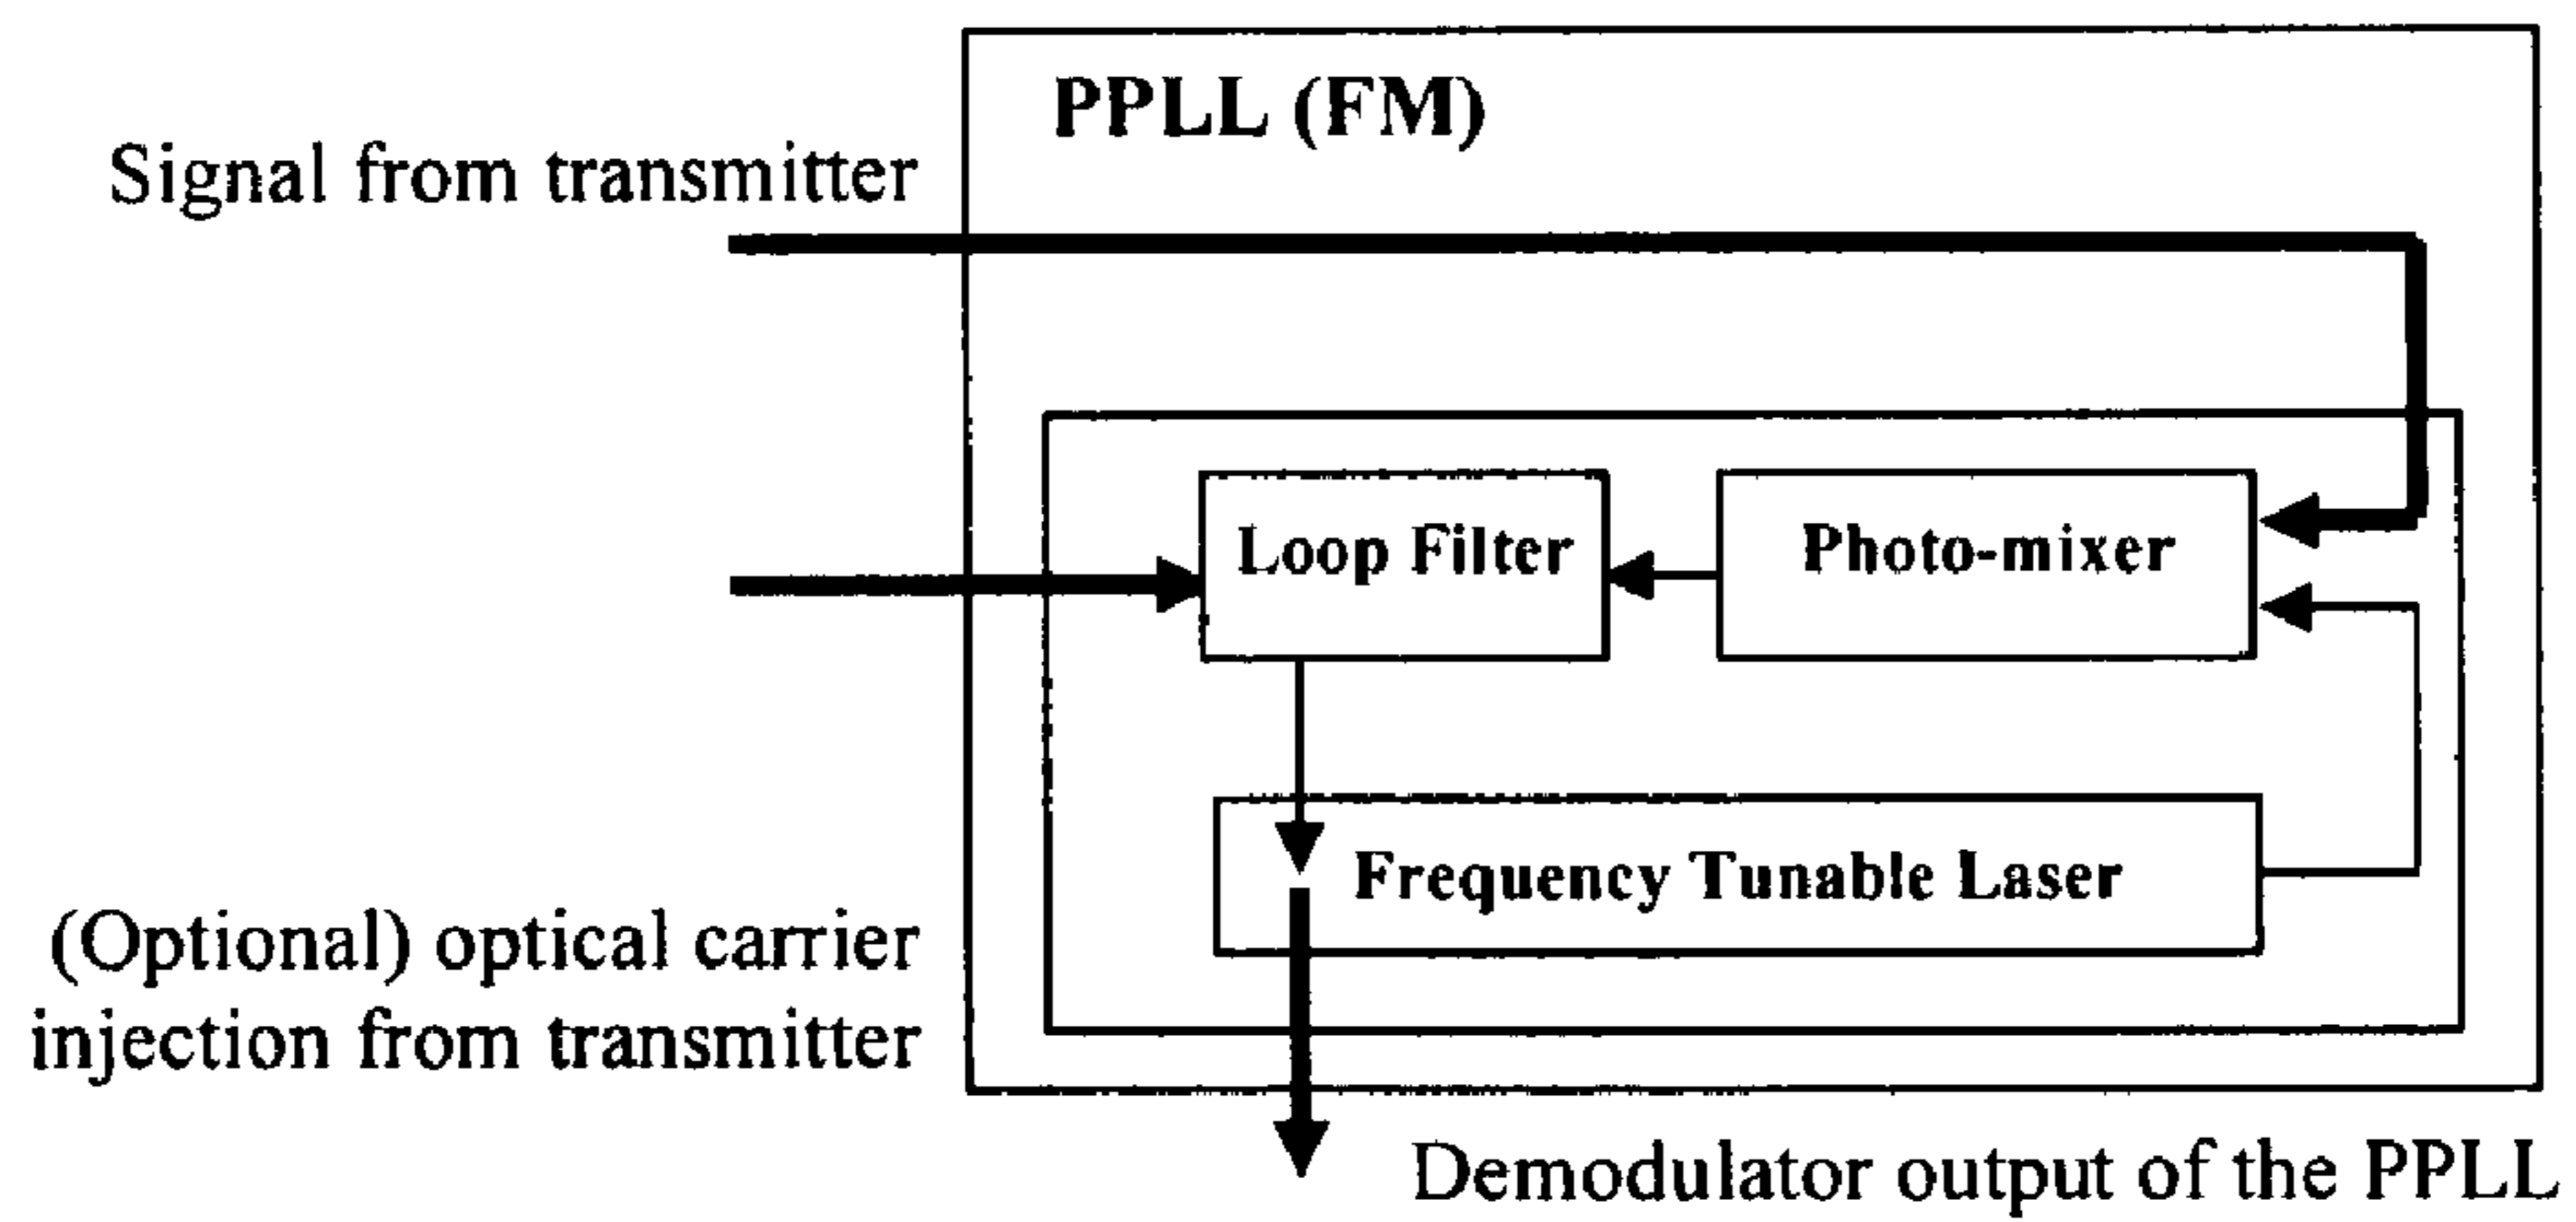 PPLL (FM)
Signal from transmitter
Loop Filter
Photo-mixer
Frequency Tunable Laser
(Optional) optical carrier
injection from transmitter
Demodulator output of the PPLL